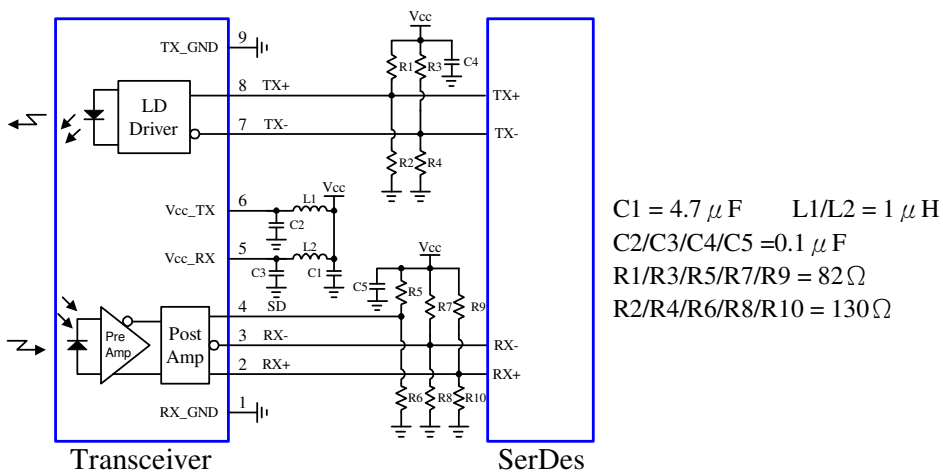 Vcc
TX_GND
9
R1
R3
C4
8
TX+
TX+
LD
Driver
7
TX-
TX-
R2
R4
Vcc
Vcc_TX
6
L1
C2
Vcc_RX
5
L2
C3
C1
Vcc
C5
R5
R7
R9
4
SD
Pre
Amp
Post
Amp
3
RX-
RX-
2
RX+
RX+
R6
R8
R10
RX_GND
1
Transceiver
SerDes
C1 = 4.7 μF L1/L2 = 1 μH
C2/C3/C4/C5 =0.1 μF
R1/R3/R5/R7/R9 = 82Ω
R2/R4/R6/R8/R10 = 130Ω